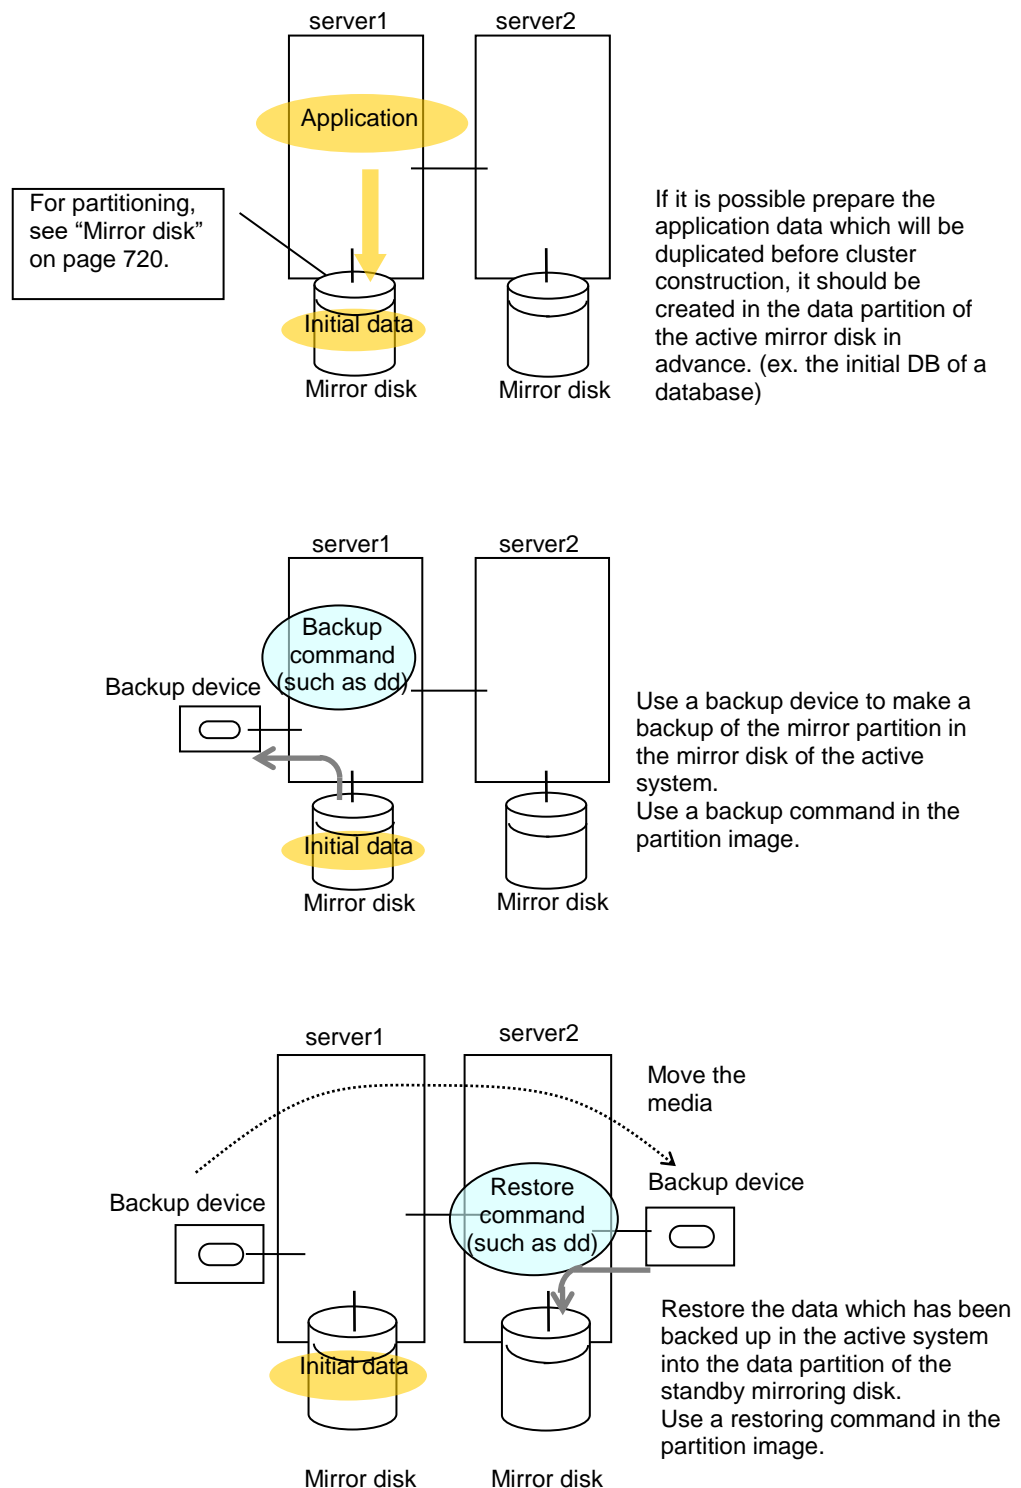 server1
server2
Application
For partitioning,
see “Mirror disk”
on page 720.
Initial data
Mirror disk
Mirror disk
If it is possible prepare the
application data which will be
duplicated before cluster
construction, it should be
created in the data partition of
the active mirror disk in
advance. (ex. the initial DB of a
database)
server1
server2
Backup
command
(such as dd)
Backup device
Initial data
Mirror disk
Mirror disk
Use a backup device to make a
backup of the mirror partition in
the mirror disk of the active
system.
Use a backup command in the
partition image.
server1
server2
Move the
media
Backup device
Restore
command
(such as dd)
Backup device
Initial data
Mirror disk
Mirror disk
Restore the data which has been
backed up in the active system
into the data partition of the
standby mirroring disk.
Use a restoring command in the
partition image.